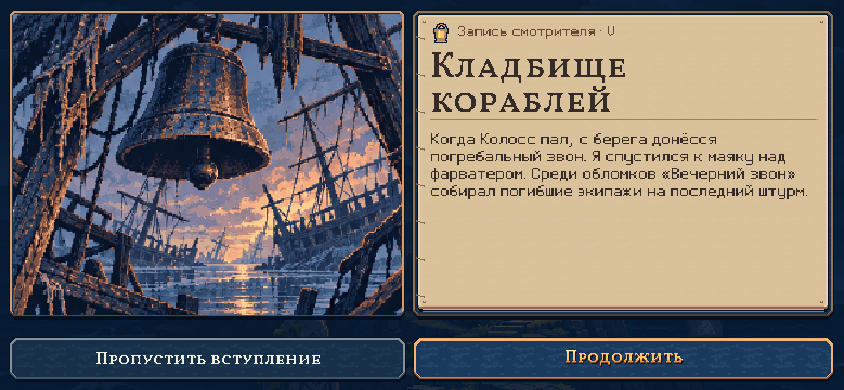 Запись смотрителя · V
Кладбище
кораблей
Когда Колосс пал, с берега донёсся
погребальный звон. Я спустился к маяку над
фарватером. Среди обломков «Вечерний звон»
собирал погибшие экипажи на последний штурм.
Пропустить вступление
Продолжить